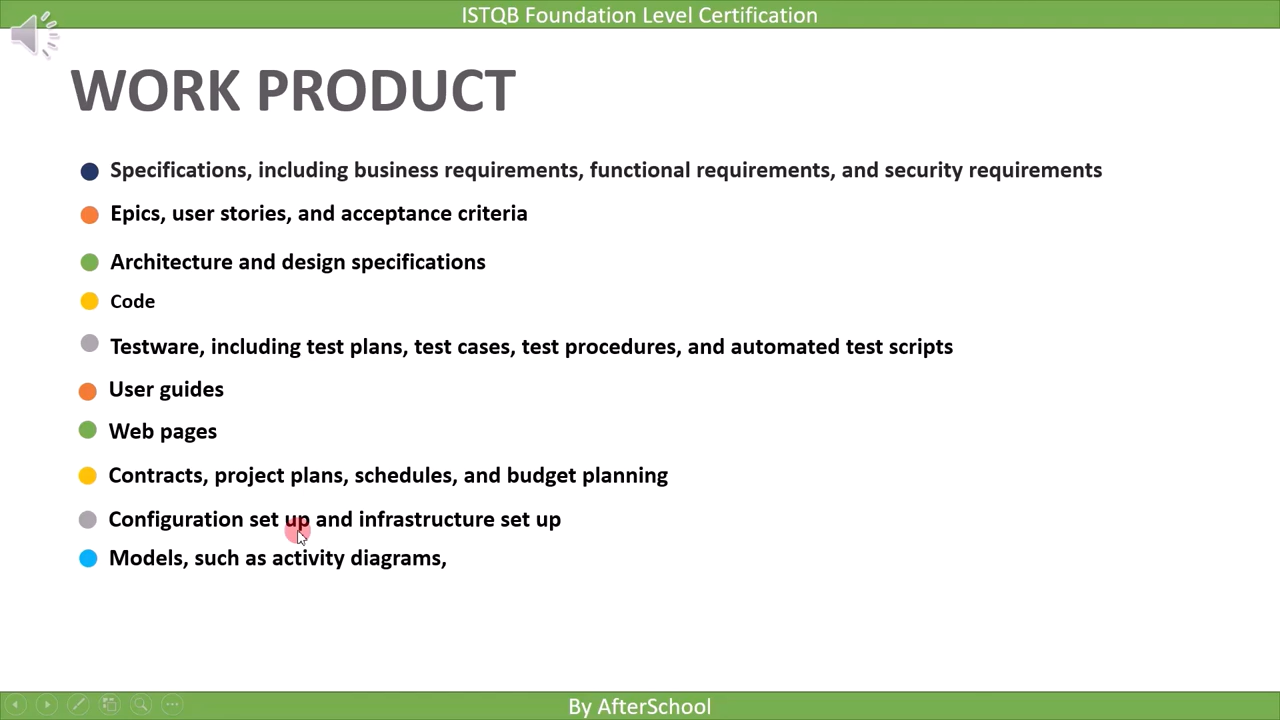 ISTQB Foundation Level Certification
WORK PRODUCT
Specifications, including business requirements, functional requirements, and security requirements
Epics, user stories, and acceptance criteria
Architecture and design specifications
Code
Testware, including test plans, test cases, test procedures, and automated test scripts
User guides
Web pages
Contracts, project plans, schedules, and budget planning
Configuration set up and infrastructure set up
Models, such as activity diagrams,
By AfterSchool